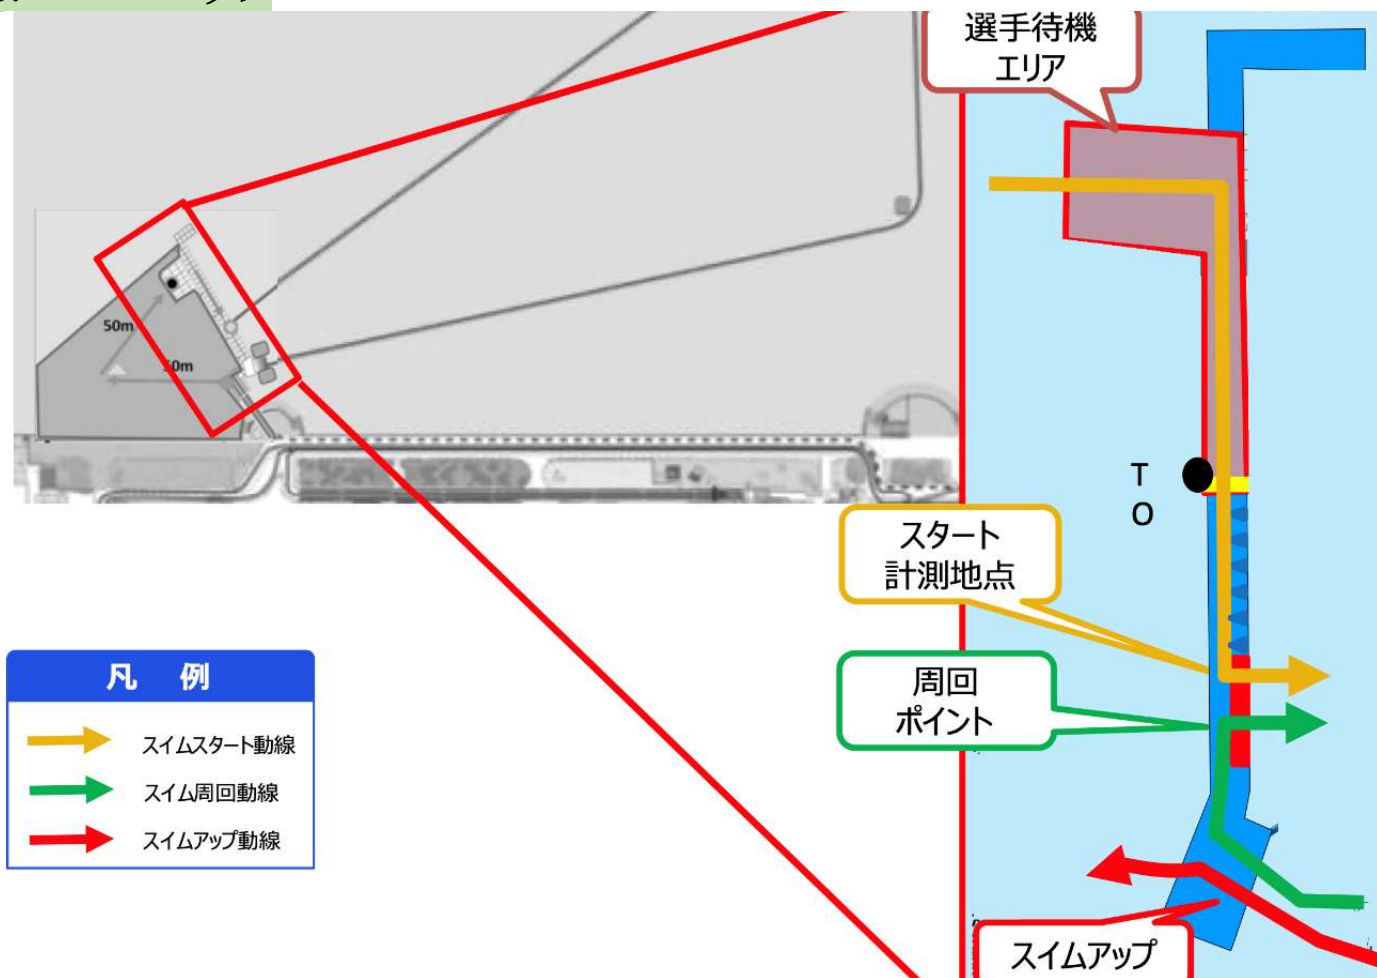 選手待機
エリア
50m
50m
T
O
スタート
計測地点
周回
ポイント
凡 例
スイムスタート動線
スイム周回動線
スイムアップ動線
スイムアップ